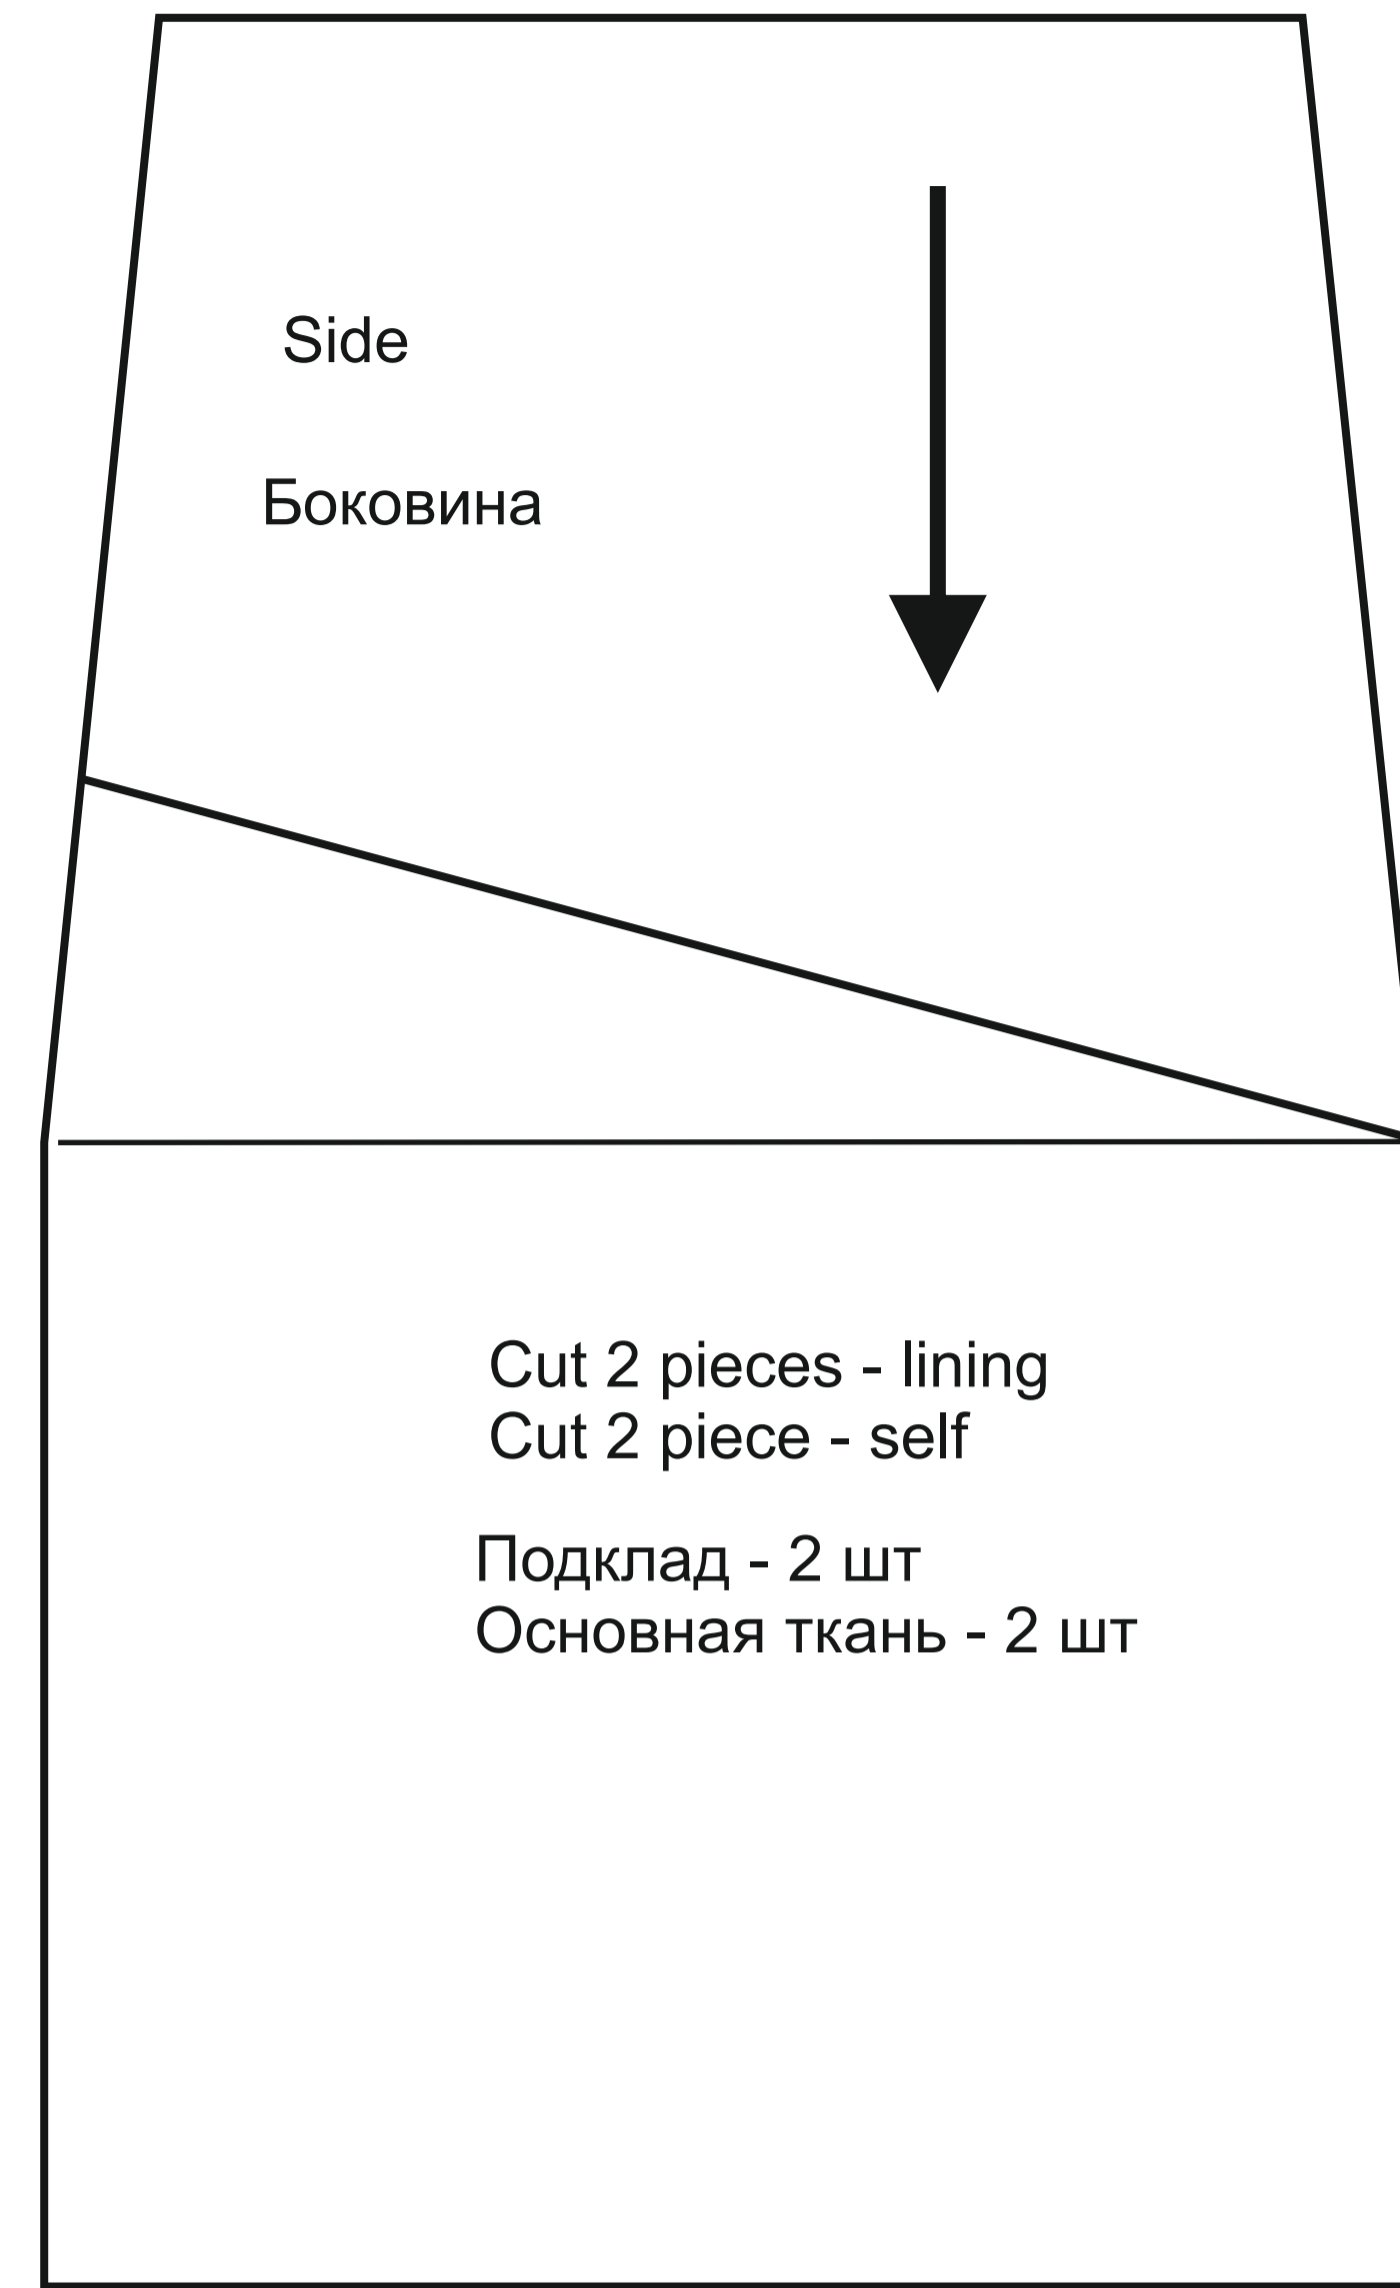 Side
Боковина
Cut 2 pieces - lining
Cut 2 piece - self
Подклад - 2 шт
Основная ткань - 2 шт